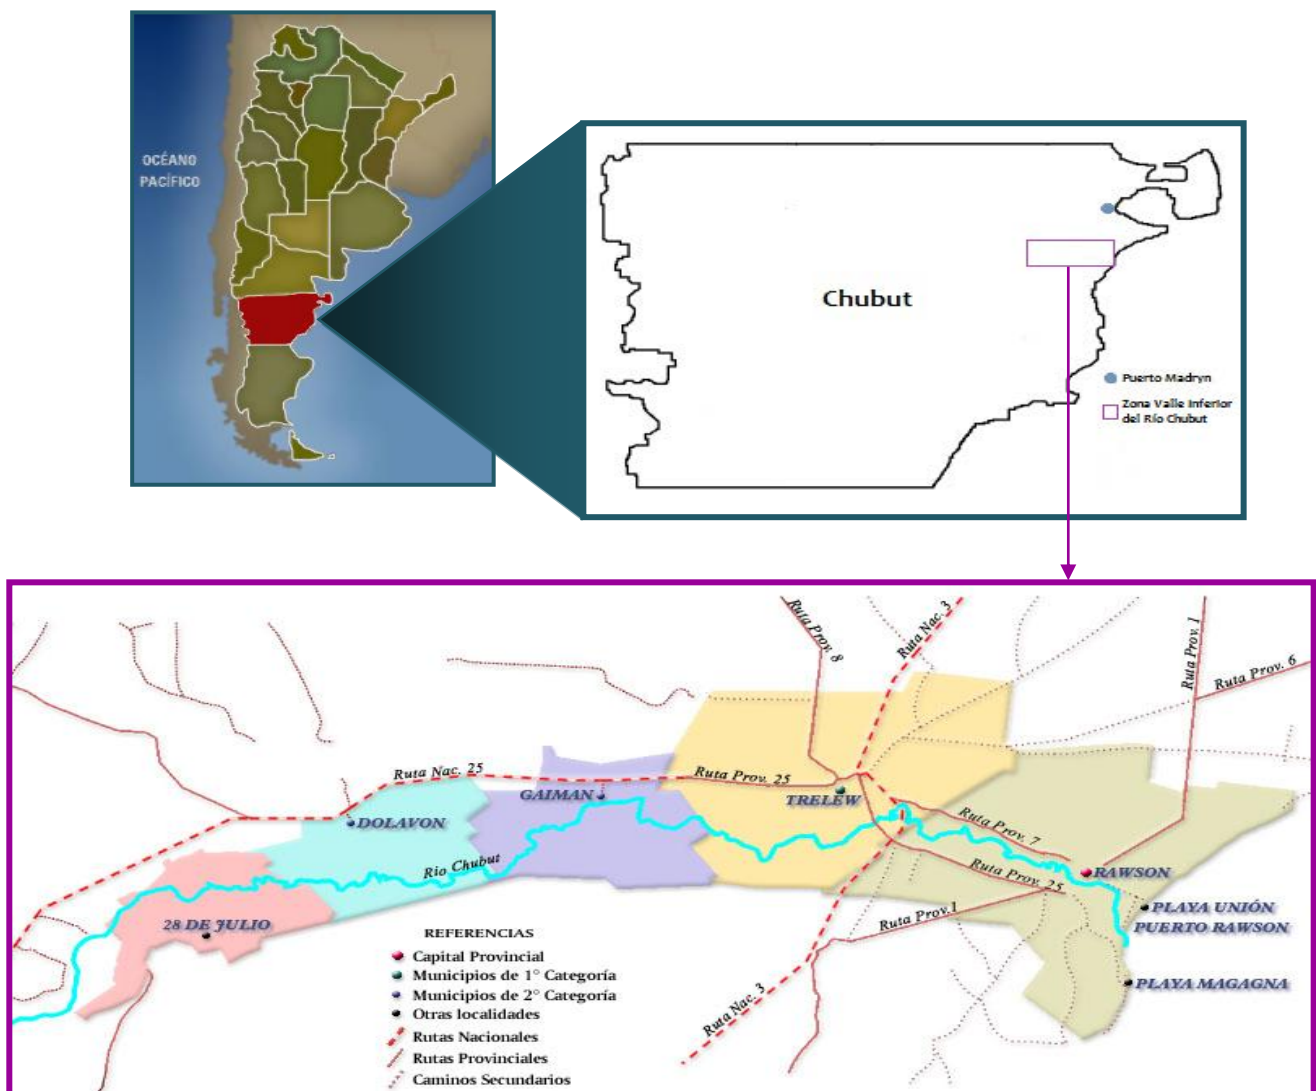 OCÉANO
PACÍFICO
Chubut
Puerto Madryn
Zona Valle Inferior
del Río Chubut
Ruta Prov. 8
Ruta Nac. 3
Ruta Prov. 1
Ruta Prov. 6
Ruta Nac. 25
Ruta Prov. 25
GAIMAN
TRELEW
DOLAVON
Ruta Prov. 7
Río Chubut
Ruta Prov. 25
RAWSON
28 DE JULIO
Ruta Prov.1
PLAYA UNIÓN
PUERTO RAWSON
PLAYA MAGAGNA
Ruta Nac. 3
REFERENCIAS
Capital Provincial
Municipios de 1° Categoría
Municipios de 2° Categoría
Otras localidades
Rutas Nacionales
Rutas Provinciales
Caminos Secundarios